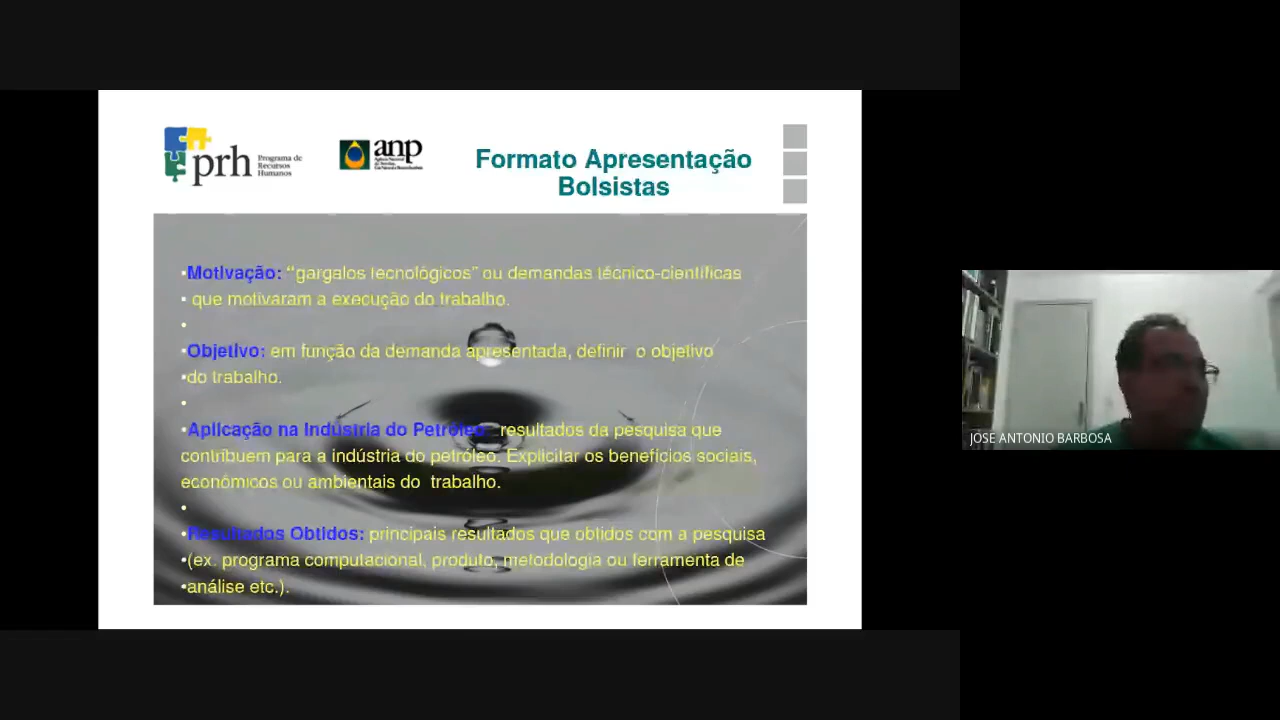 prh
Programa de
Recursos
Humanos
anp
Formato Apresentação
Bolsistas
•Motivação: “gargalos tecnológicos” ou demandas técnico-científicas
• que motivaram a execução do trabalho.
•
•Objetivo: em função da demanda apresentada, definir o objetivo
•do trabalho.
•
•Aplicação na Indústria do Petróleo resultados da pesquisa que
contribuem para a indústria do petróleo. Explicitar os benefícios sociais,
económicos ou ambientais do trabalho.
•
•Resultados Obtidos: principais resultados que obtidos com a pesquisa
•(ex. programa computacional, produto, metodologia ou ferramenta de
•análise etc.).
JOSE ANTONIO BARBOSA